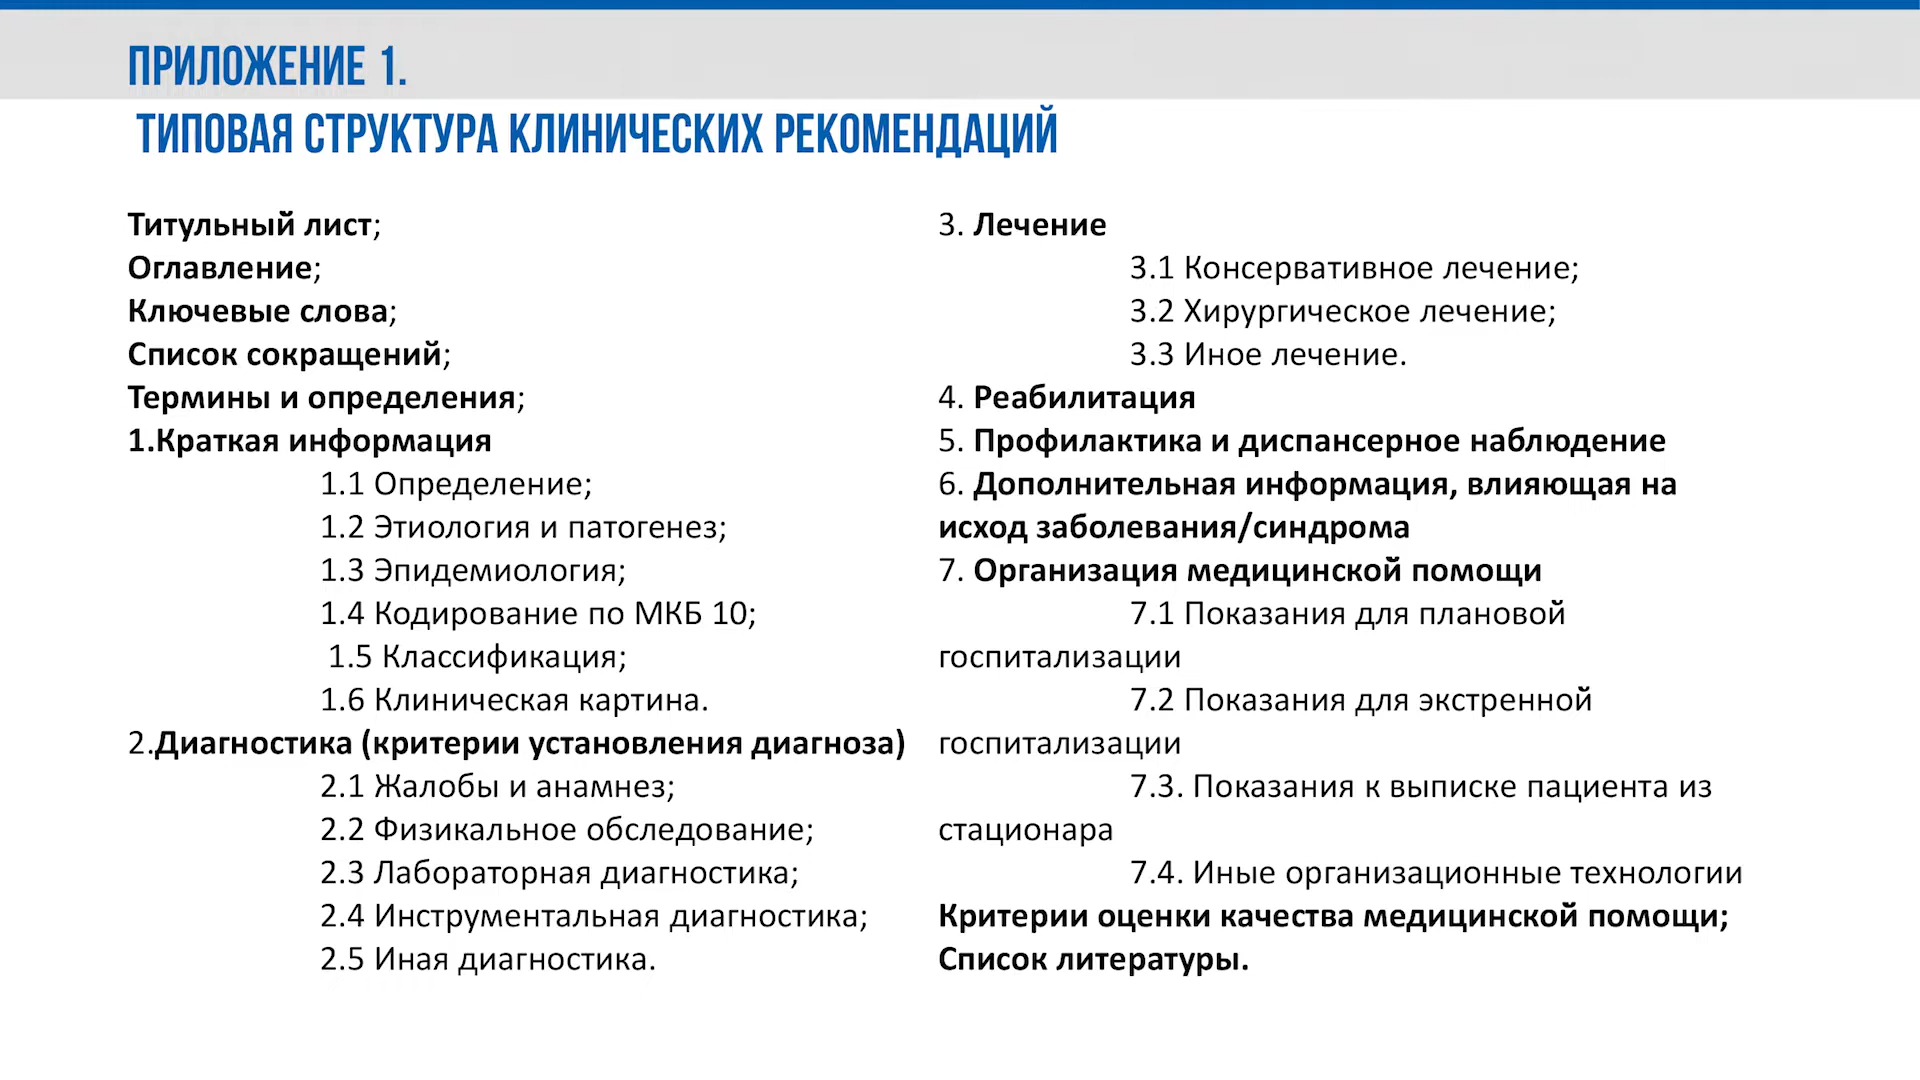 ПРИЛОЖЕНИЕ 1.
ТИПОВАЯ СТРУКТУРА КЛИНИЧЕСКИХ РЕКОМЕНДАЦИЙ
Титульный лист;
Оглавление;
Ключевые слова;
Список сокращений;
Термины и определения;
1.Краткая информация
1.1 Определение;
1.2 Этиология и патогенез;
1.3 Эпидемиология;
1.4 Кодирование по МКБ 10;
1.5 Классификация;
1.6 Клиническая картина.
2.Диагностика (критерии установления диагноза)
2.1 Жалобы и анамнез;
2.2 Физикальное обследование;
2.3 Лабораторная диагностика;
2.4 Инструментальная диагностика;
2.5 Иная диагностика.
3. Лечение
3.1 Консервативное лечение;
3.2 Хирургическое лечение;
3.3 Иное лечение.
4. Реабилитация
5. Профилактика и диспансерное наблюдение
6. Дополнительная информация, влияющая на
исход заболевания/синдрома
7. Организация медицинской помощи
7.1 Показания для плановой
госпитализации
7.2 Показания для экстренной
госпитализации
7.3. Показания к выписке пациента из
стационара
7.4. Иные организационные технологии
Критерии оценки качества медицинской помощи;
Список литературы.